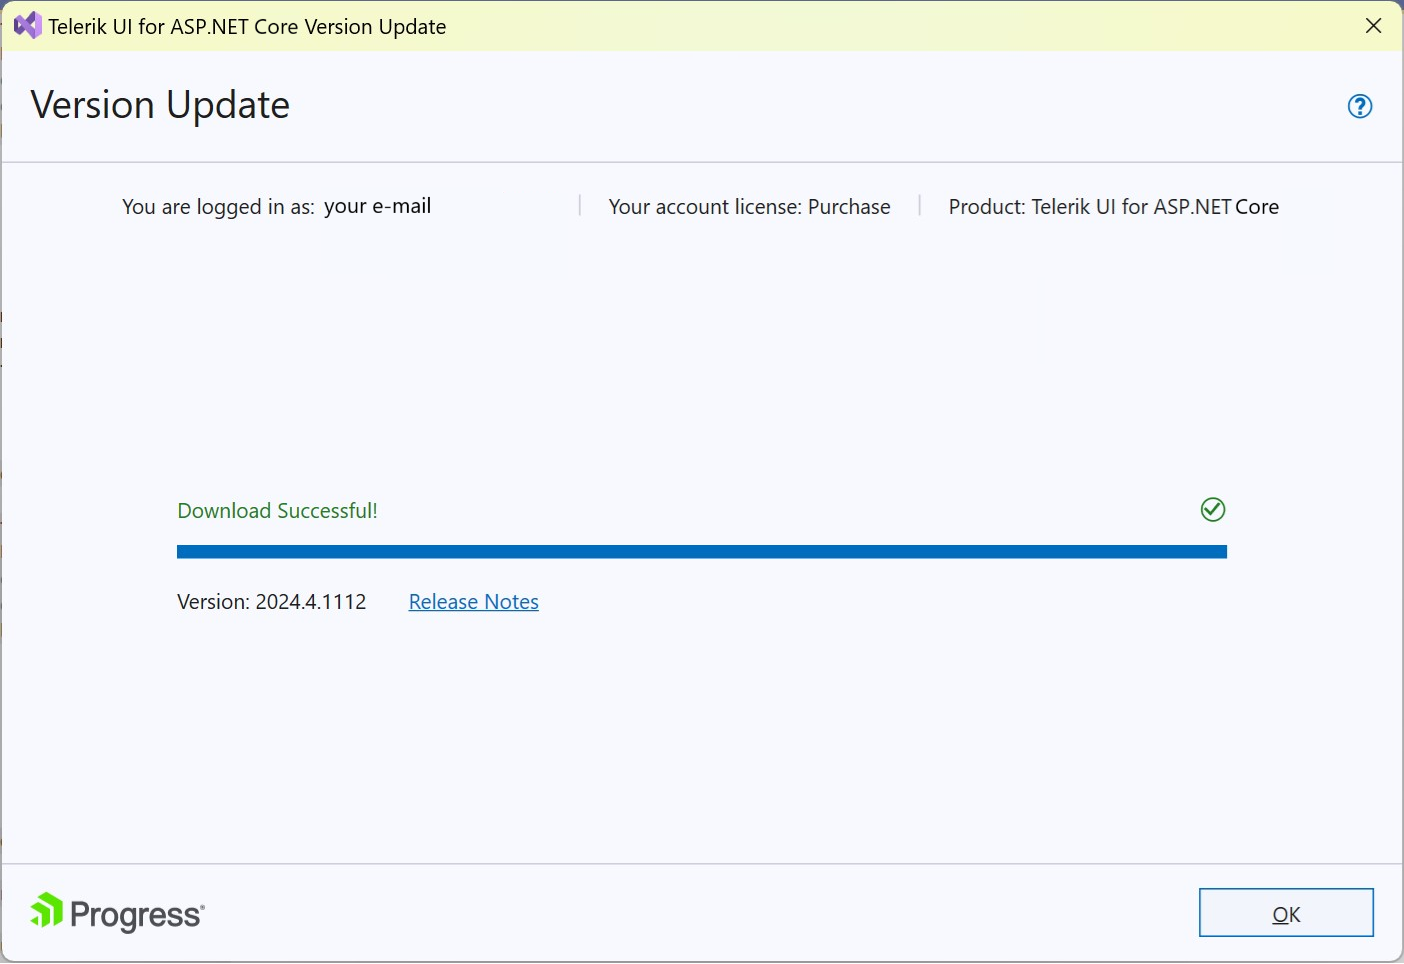 Telerik UI for ASP.NET Core Version Update
Version Update
You are logged in as: your e-mail
Your account license: Purchase
Product: Telerik UI for ASP.NET Core
Download Successful!
Version: 2024.4.1112 Release Notes
Progress®
OK